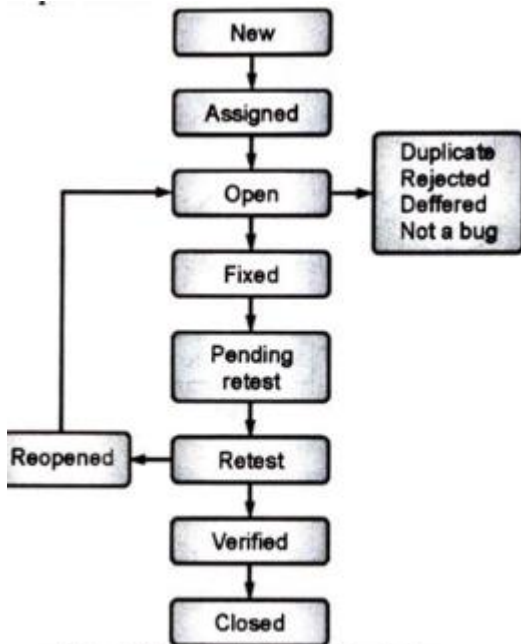 New
Assigned
Open
Duplicate
Rejected
Deffered
Not a bug
Fixed
Pending
retest
Reopened
Retest
Verified
Closed